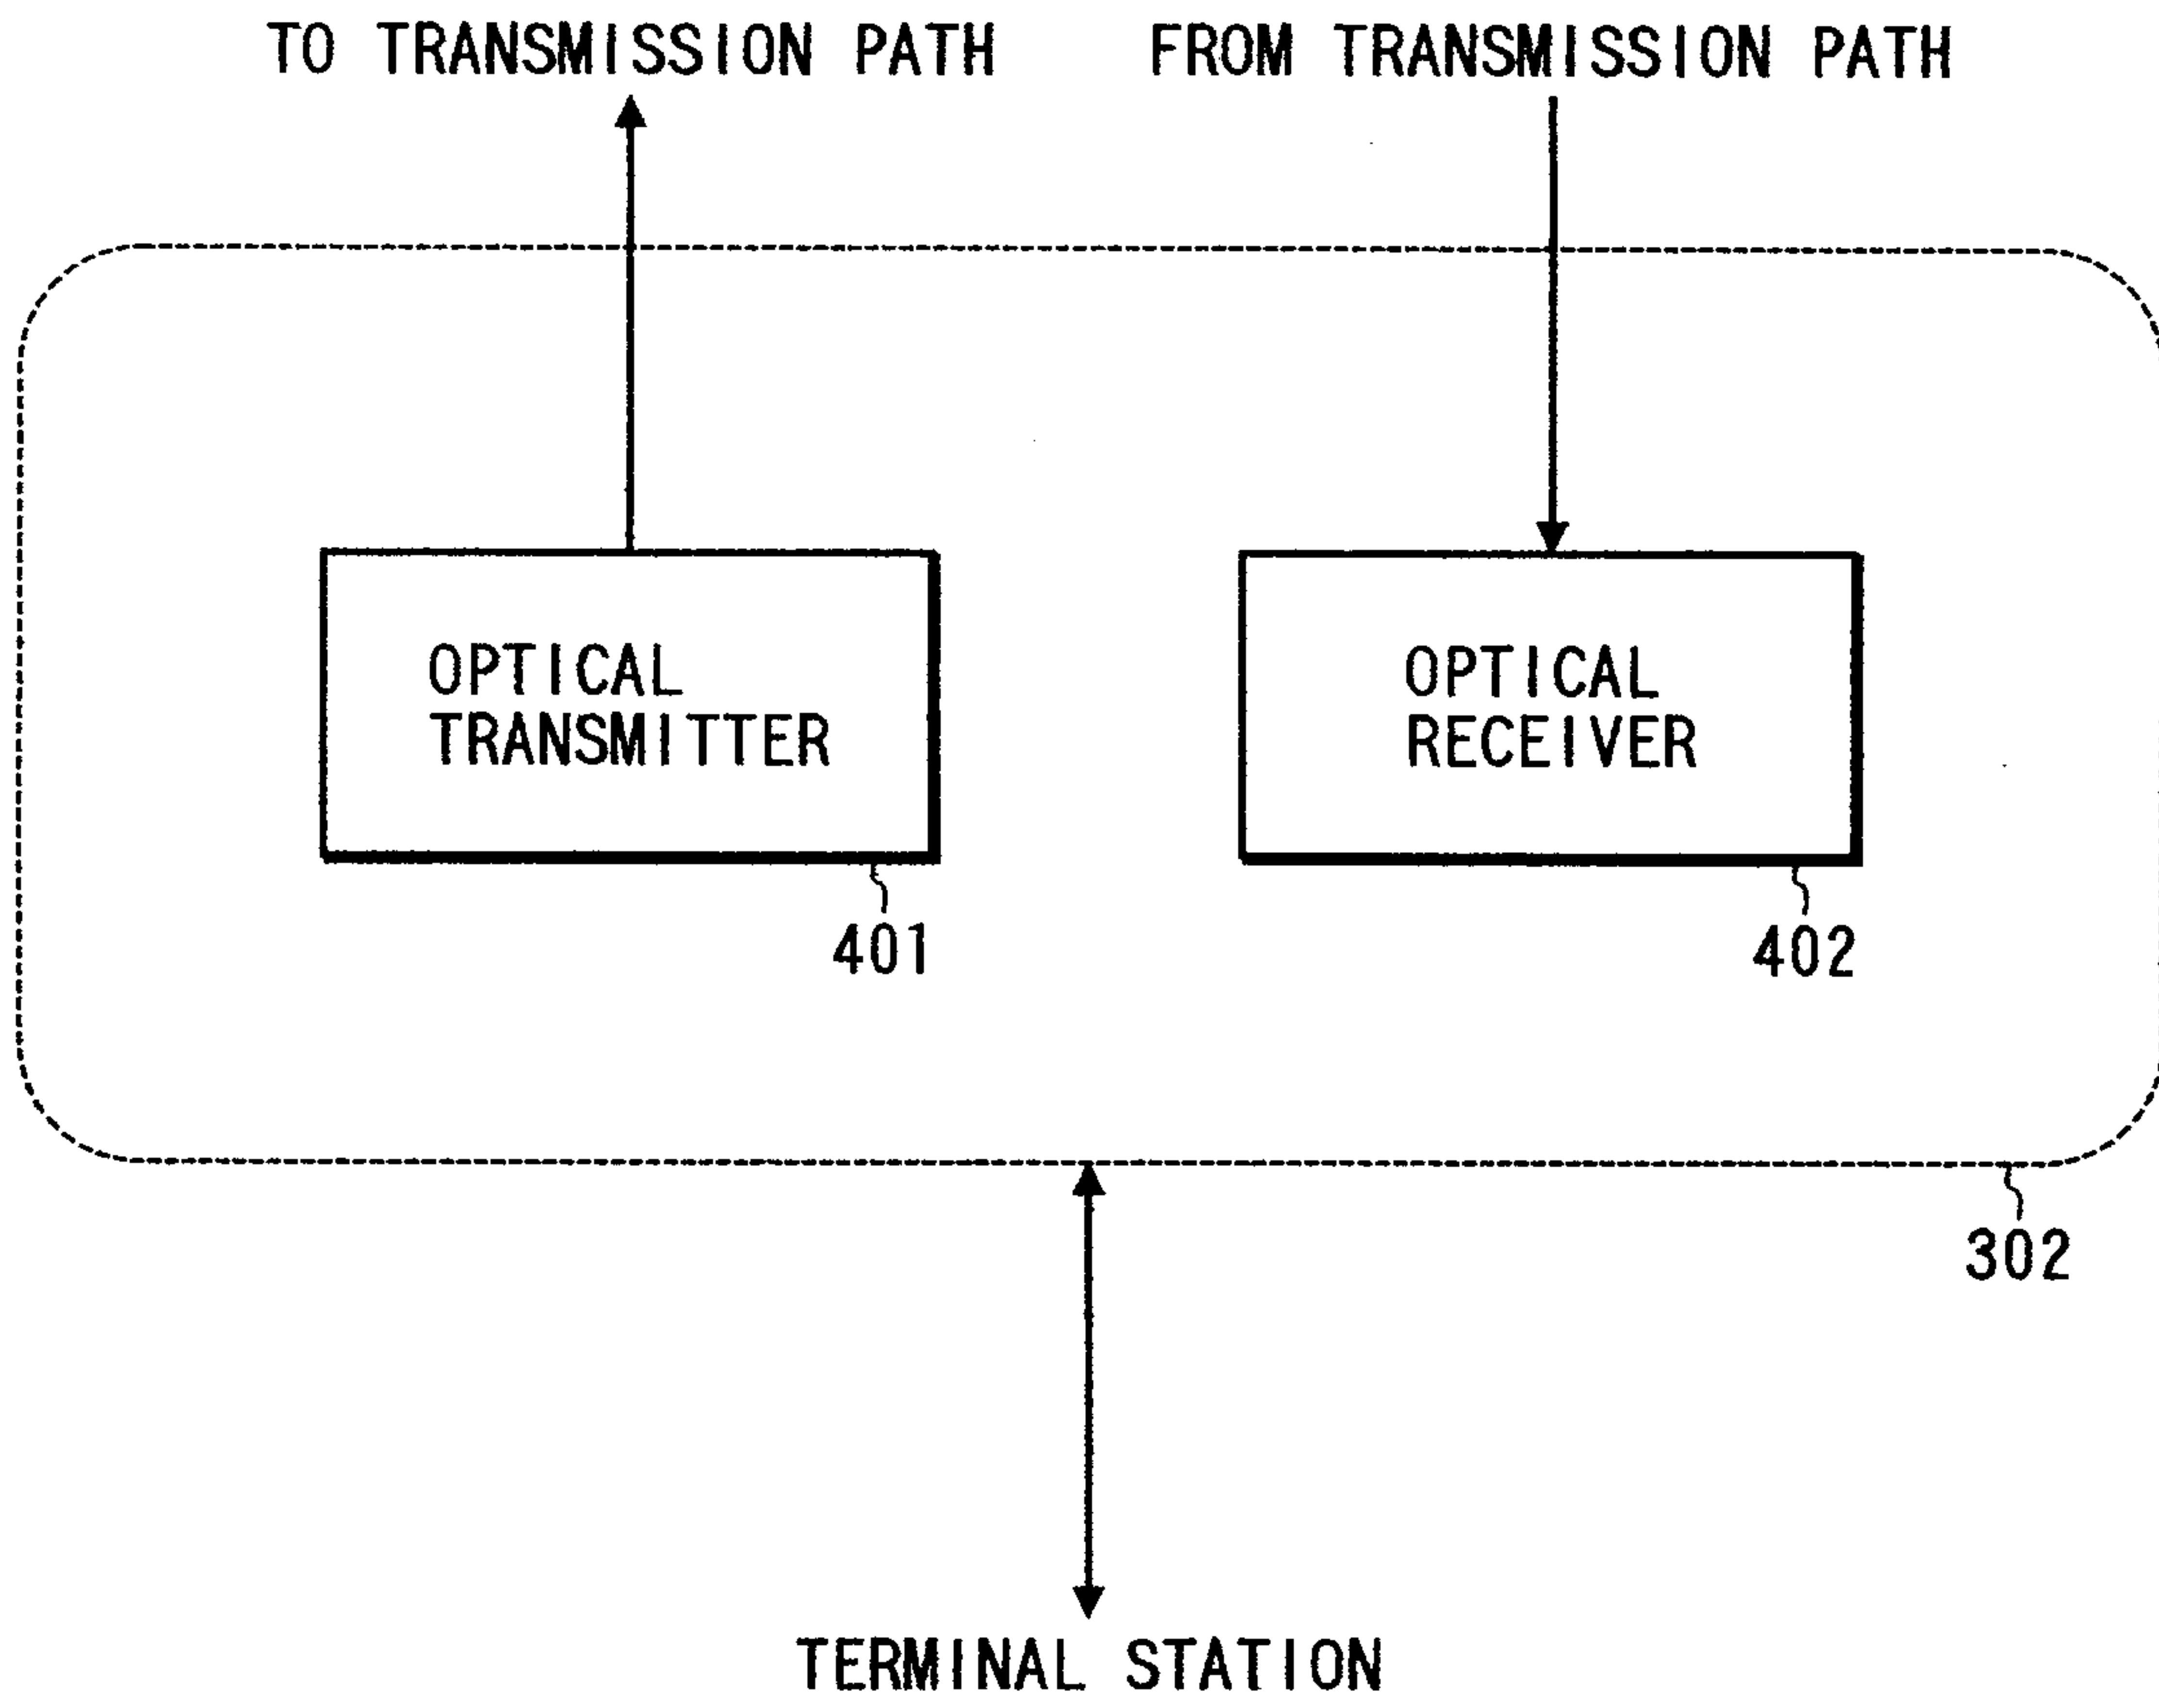 TO TRANSMISSION PATH
FROM TRANSMISSION PATH
OPTICAL
TRANSMITTER
OPTICAL
RECEIVER
401
402
302
TERMINAL STATION